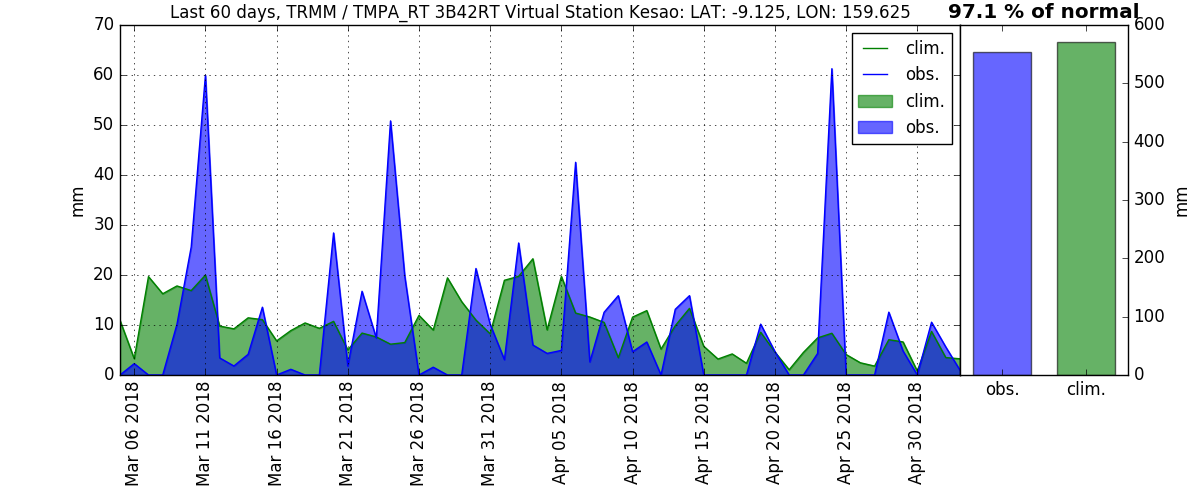 Last 60 days, TRMM / TMPA_RT 3B42RT Virtual Station Kesao: LAT: -9.125, LON: 159.625
97.1 % of normal
70
60
50
40
30
20
10
0
mm
clim.
obs.
clim.
obs.
600
500
400
300
200
100
0
mm
obs.
clim.
Mar 06 2018
Mar 11 2018
Mar 16 2018
Mar 21 2018
Mar 26 2018
Mar 31 2018
Apr 05 2018
Apr 10 2018
Apr 15 2018
Apr 20 2018
Apr 25 2018
Apr 30 2018